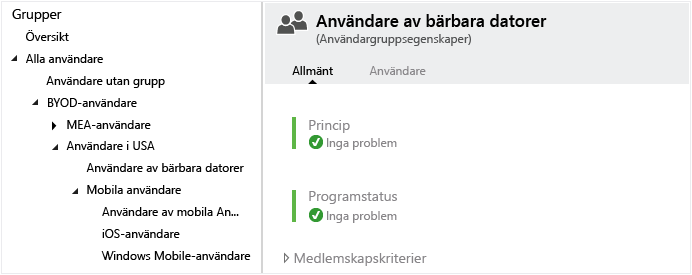 Grupper
Översikt
Alla användare
Användare utan grupp
BYOD-användare
MEA-användare
Användare i USA
Användare av bärbara datorer
Mobila användare
Användare av mobila An...
iOS-användare
Windows Mobile-användare
Användare av bärbara datorer
(Användargruppsegenskaper)
Allmänt Användare
Princip
Inga problem
Programstatus
Inga problem
Medlemskapskriterier